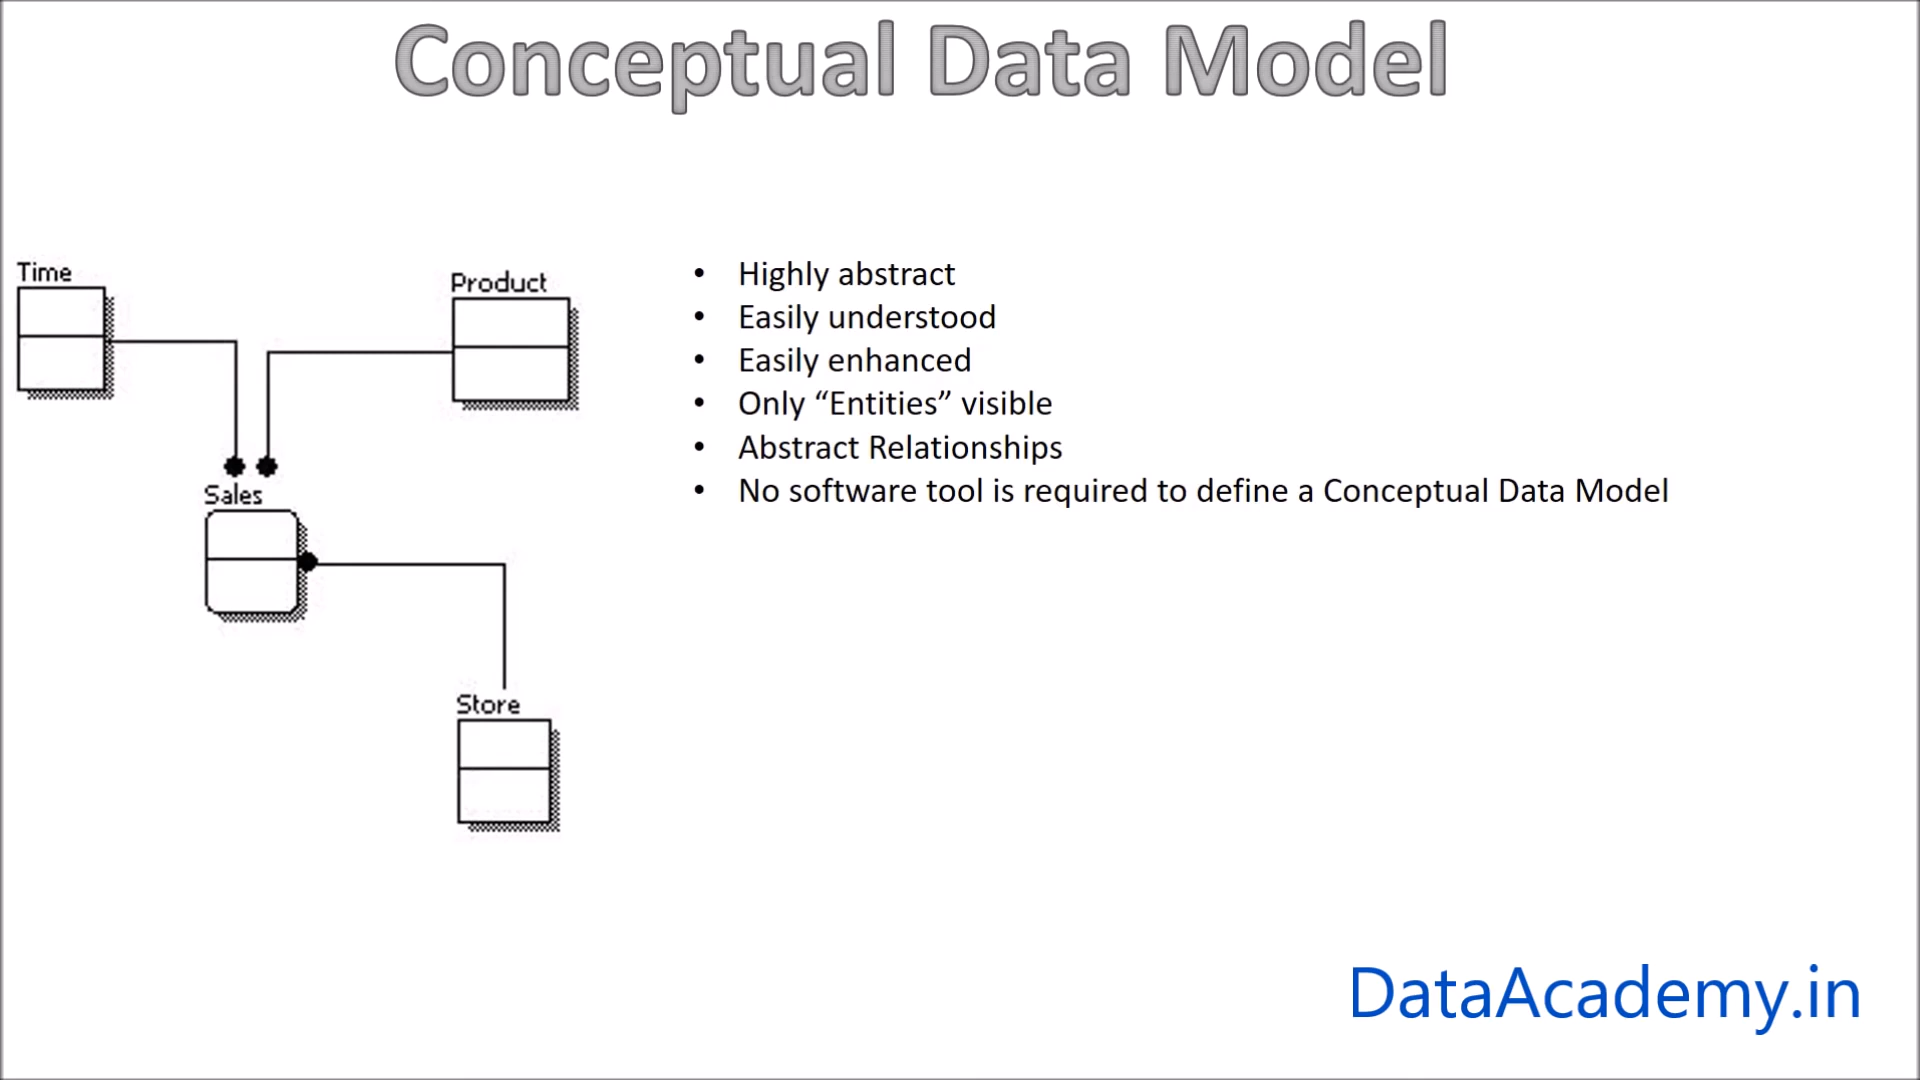 Conceptual Data Model
Time
Product
Sales
Store
• Highly abstract
• Easily understood
• Easily enhanced
• Only “Entities” visible
• Abstract Relationships
• No software tool is required to define a Conceptual Data Model
DataAcademy.in